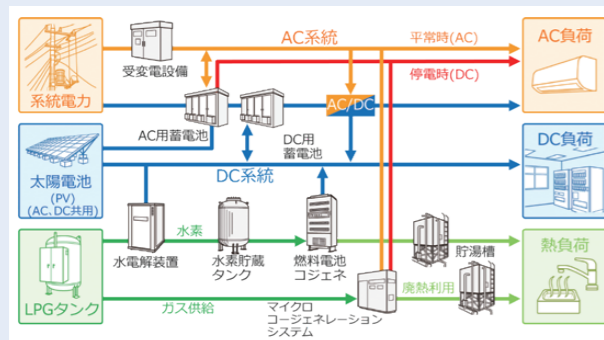 AC系統
平常時(AC)
AC負荷
受変電設備
停電時(DC)
系統電力
AC/DC
AC用蓄電池
DC用
蓄電池
DC負荷
太陽電池
(PV)
(AC、DC共用)
DC系統
水素
水電解装置
水素貯蔵
タンク
燃料電池
コジェネ
貯湯槽
熱負荷
LPGタンク
ガス供給
マイクロ
コージェネレーション
システム
廃熱利用